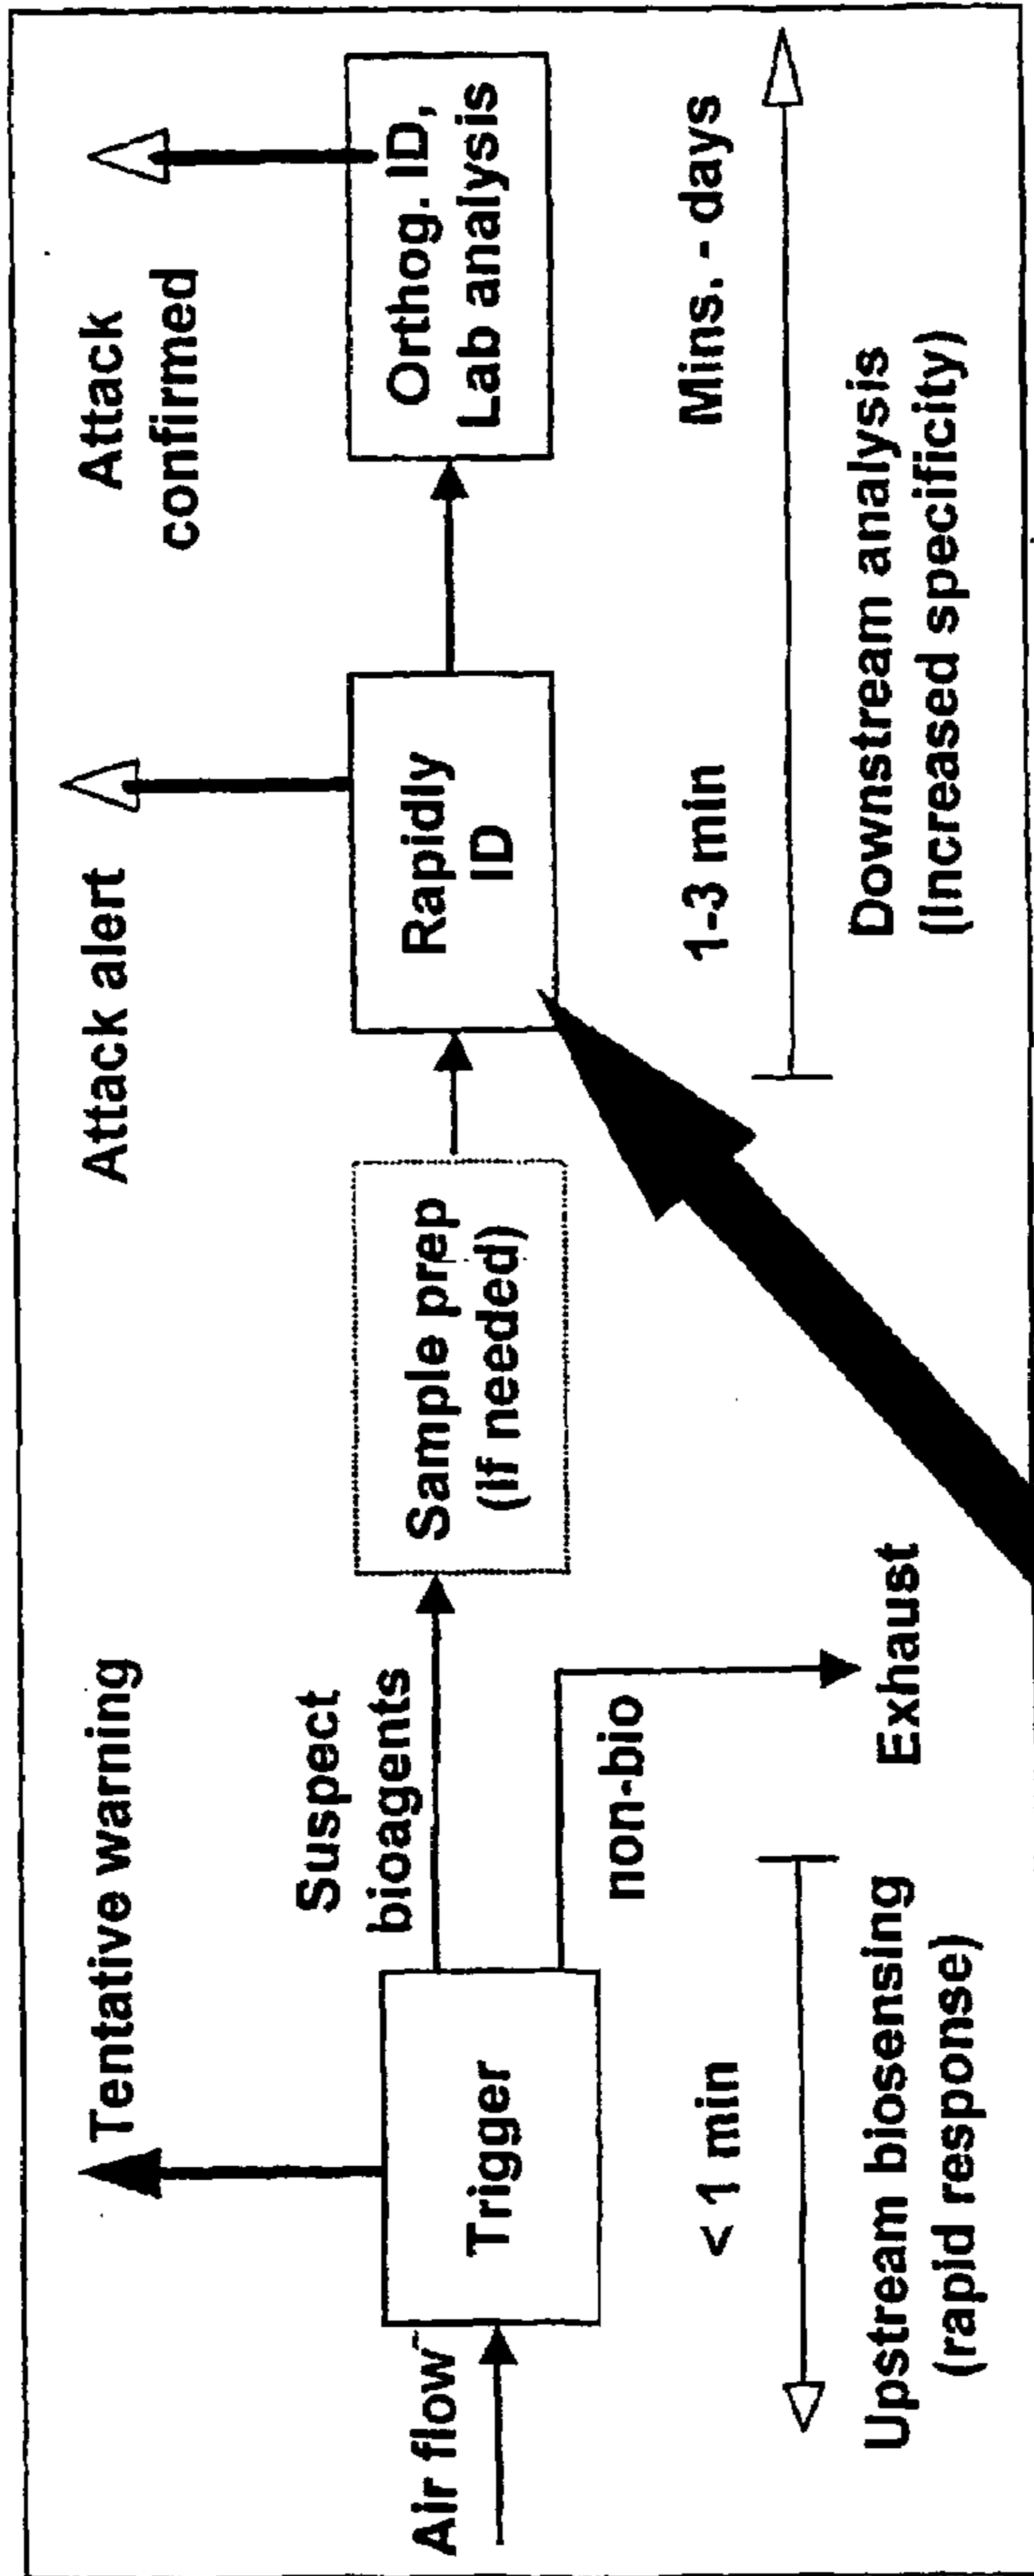 Tentative warning
Attack alert
Attack
confirmed
Air flow
Trigger
Suspect
bioagents
non-bio
Exhaust
Sample prep
(If needed)
Rapidly
ID
Orthog. ID,
Lab analysis
< 1 min
1-3 min
Mins. - days
Upstream biosensing
(rapid response)
Downstream analysis
(Increased specificity)